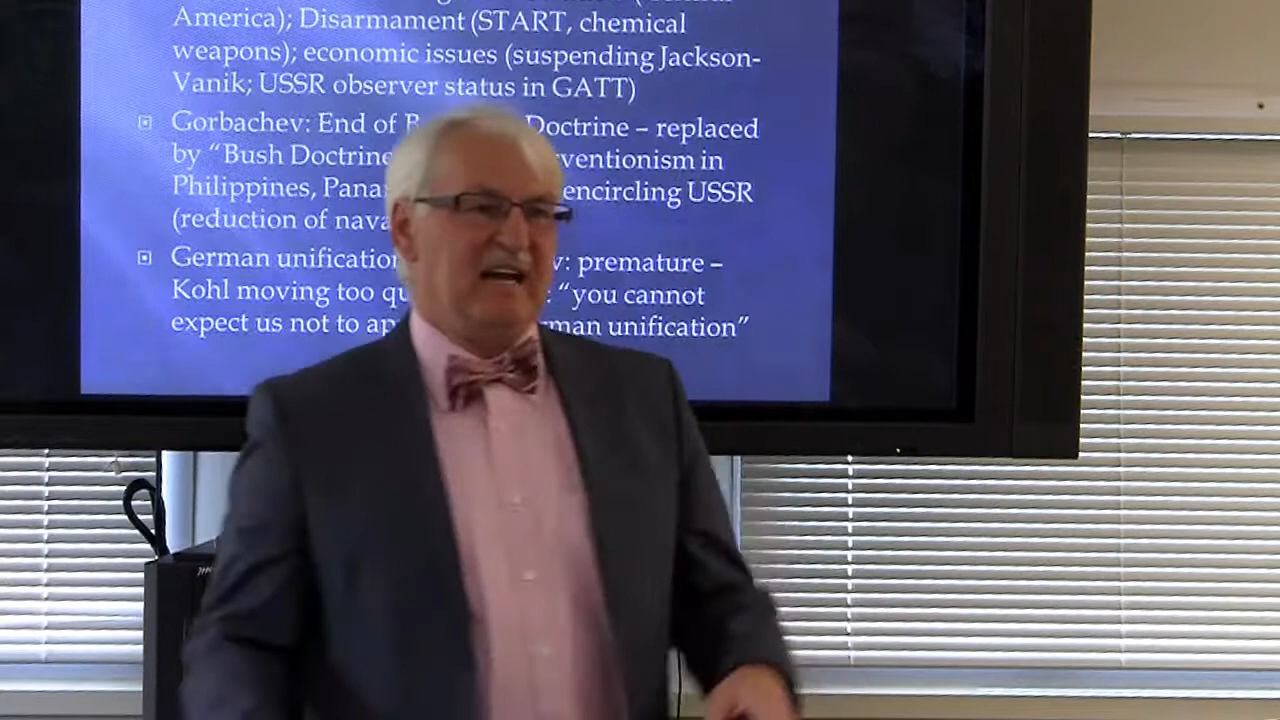 America); Disarmament (START, chemical
weapons); economic issues (suspending Jackson-
Vanik; USSR observer status in GATT)
Gorbachev: End of Doctrine – replaced
by “Bush Doctrine in
Philippines, encircling USSR
(reduction of
German premature –
Kohl moving too “you cannot
expect us not to unification”